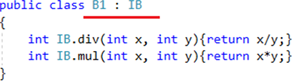 public class B1 : IB
{
    int IB.div(int x, int y){return x/y;}
    int IB.mul(int x, int y){return x*y;}
}